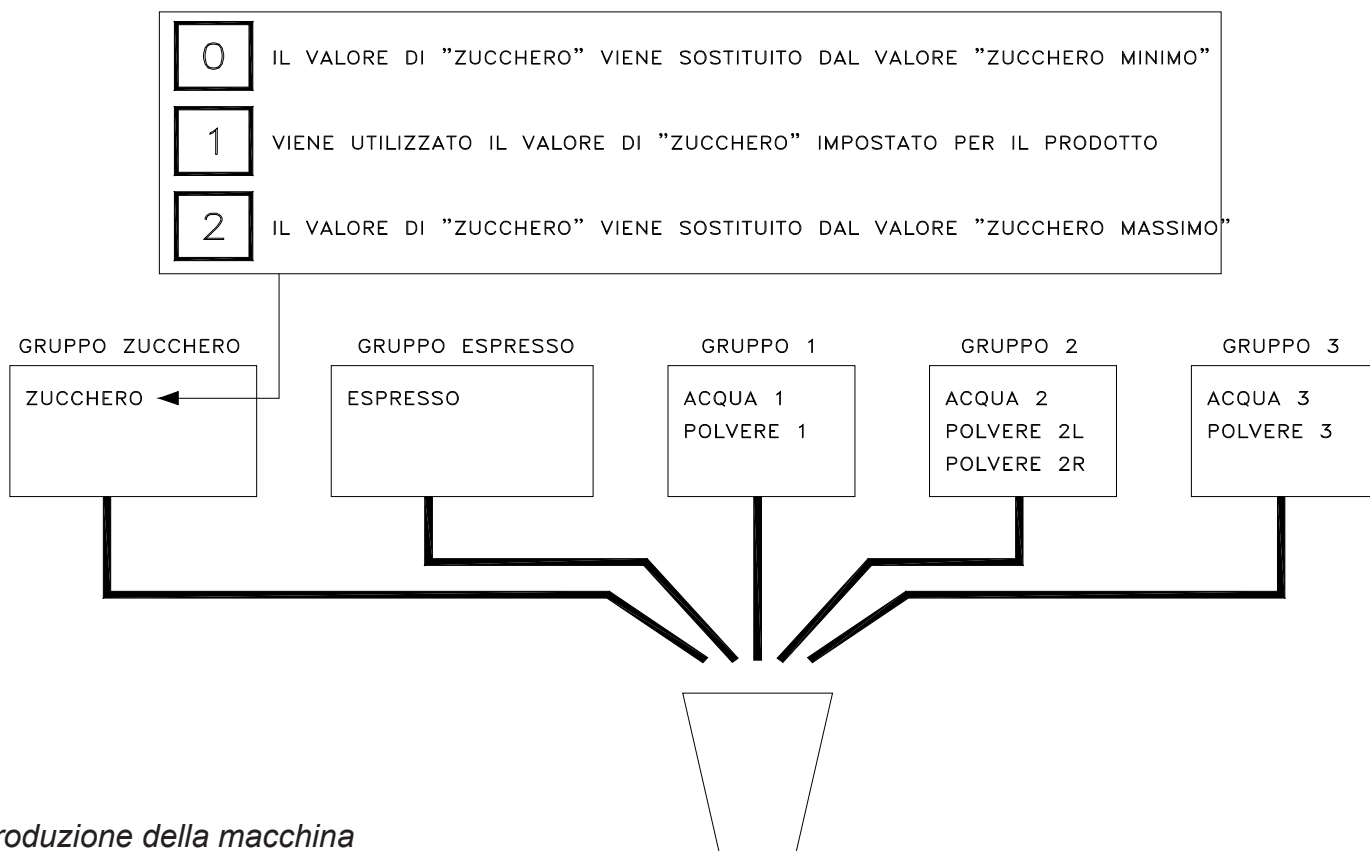 0 IL VALORE DI "ZUCCHERO" VIENE SOSTITUITO DAL VALORE "ZUCCHERO MINIMO"
1 VIENE UTILIZZATO IL VALORE DI "ZUCCHERO" IMPOSTATO PER IL PRODOTTO
2 IL VALORE DI "ZUCCHERO" VIENE SOSTITUITO DAL VALORE "ZUCCHERO MASSIMO"
GRUPPO ZUCCHERO
ZUCCHERO
GRUPPO ESPRESSO
ESPRESSO
GRUPPO 1
ACQUA 1
POLVERE 1
GRUPPO 2
ACQUA 2
POLVERE 2L
POLVERE 2R
GRUPPO 3
ACQUA 3
POLVERE 3
roduzione della macchina